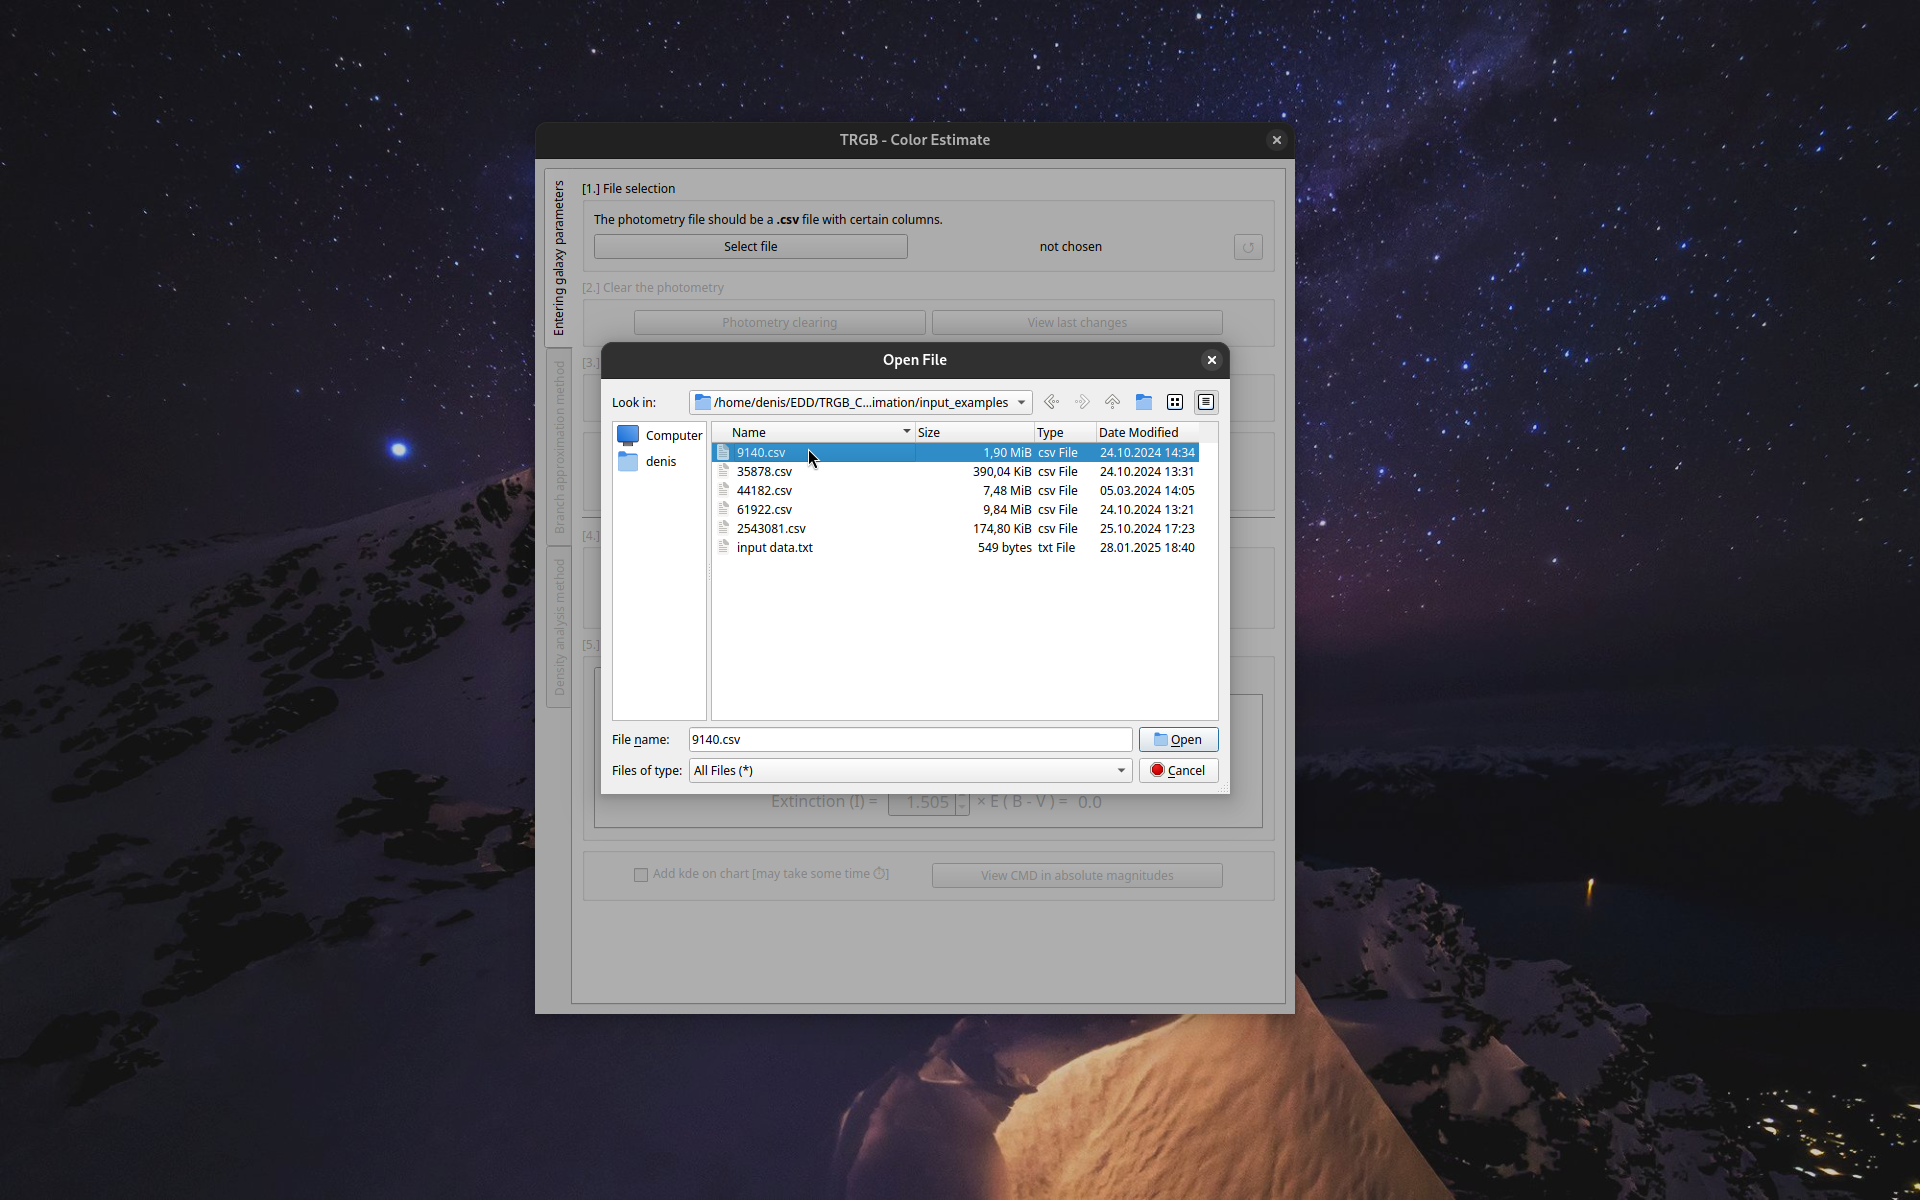 TRGB - Color Estimate
Entering galaxy parameters
Branch approximation method
Density analysis method
[1.] File selection
The photometry file should be a .csv file with certain columns.
Select file not chosen
[2.] Clear the photometry
Photometry clearing View last changes
[3.]
[4.]
[5.]
Open File
Look in: /home/denis/EDD/TRGB_C...imation/input_examples
Computer
denis
Name Size Type Date Modified
9140.csv 1,90 MiB csv File 24.10.2024 14:34
35878.csv 390,04 KiB csv File 24.10.2024 13:31
44182.csv 7,48 MiB csv File 05.03.2024 14:05
61922.csv 9,84 MiB csv File 24.10.2024 13:21
2543081.csv 174,80 KiB csv File 25.10.2024 17:23
input data.txt 549 bytes txt File 28.01.2025 18:40
File name: 9140.csv Open
Files of type: All Files (*) Cancel
Extinction (I) = 1.505 × E ( B - V ) = 0.0
Add kde on chart [may take some time ⏱] View CMD in absolute magnitudes